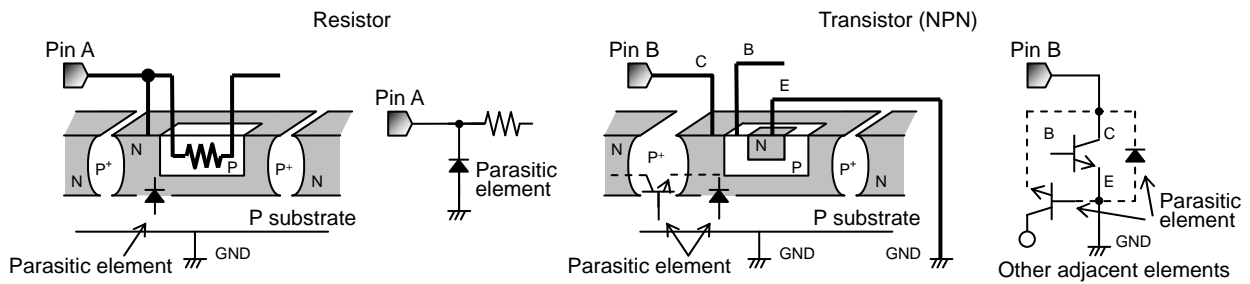 Resistor
Pin A
N
P+
N
P
P+
N
P substrate
GND
Parasitic element
Pin A
Parasitic
element
Transistor (NPN)
Pin B
C
B
E
N
P+
N
P
P+
N
P substrate
GND
GND
Parasitic element
Pin B
B
C
E
Parasitic
element
GND
Other adjacent elements